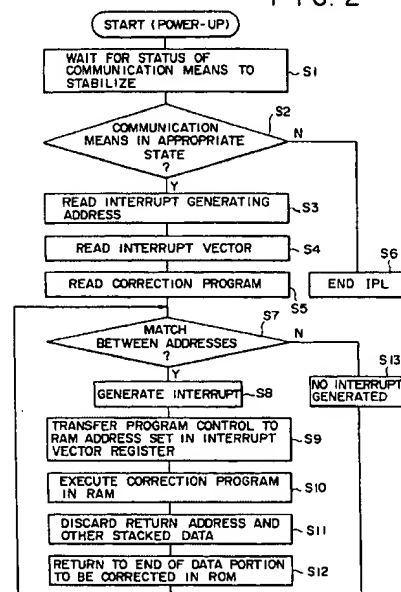 FIG. 2
START (POWER-UP)
WAIT FOR STATUS OF
COMMUNICATION MEANS TO
STABILIZE
S1
S2
COMMUNICATION
MEANS IN APPROPRIATE
STATE
?
N
Y
READ INTERRUPT GENERATING
ADDRESS
S3
READ INTERRUPT VECTOR
S4
S6
READ CORRECTION PROGRAM
S5
END IPL
S7
MATCH
BETWEEN ADDRESSES
?
N
Y
S13
GENERATE INTERRUPT
S8
NO INTERRUPT
GENERATED
TRANSFER PROGRAM CONTROL TO
RAM ADDRESS SET IN INTERRUPT
VECTOR REGISTER
S9
EXECUTE CORRECTION PROGRAM
IN RAM
S10
DISCARD RETURN ADDRESS AND
OTHER STACKED DATA
S11
RETURN TO END OF DATA PORTION
TO BE CORRECTED IN ROM
S12